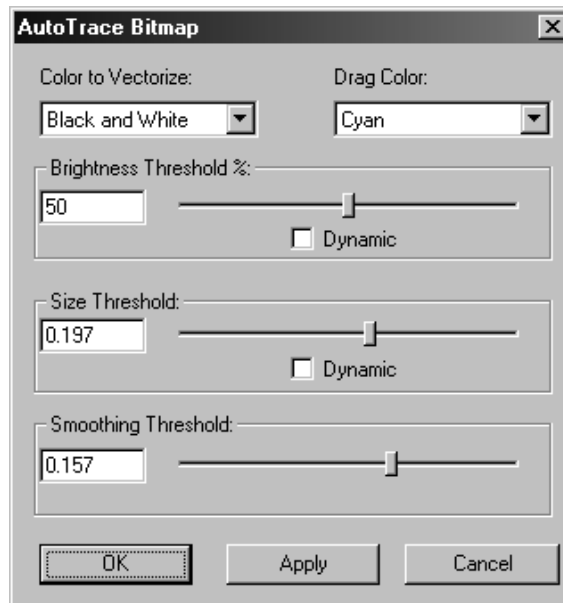 AutoTrace Bitmap
Color to Vectorize: Drag Color:
Black and White Cyan
Brightness Threshold %:
50
Dynamic
Size Threshold:
0.197
Dynamic
Smoothing Threshold:
0.157
OK Apply Cancel